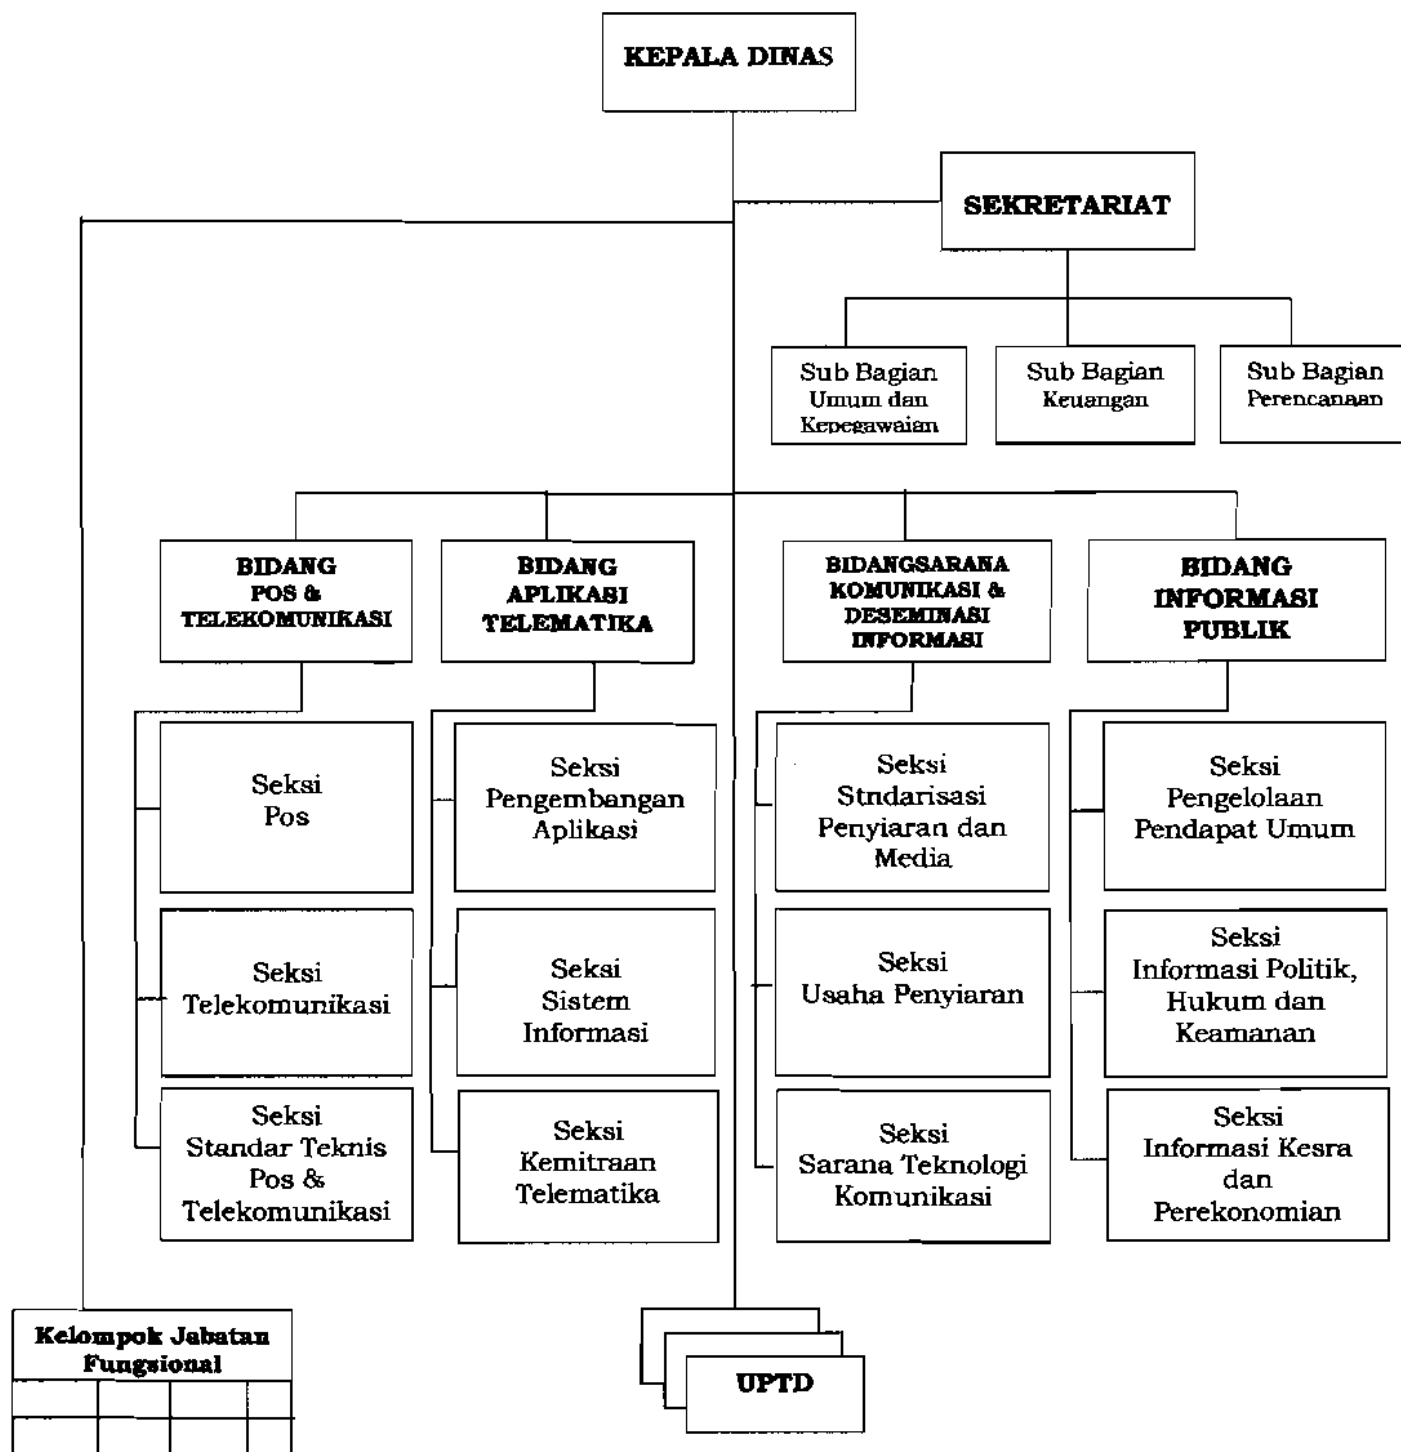 KEPALA DINAS
SEKRETARIAT
Sub Bagian
Umum dan
Kepegawaian
Sub Bagian
Keuangan
Sub Bagian
Perencanaan
BIDANG
POS &
TELEKOMUNIKASI
BIDANG
APLIKASI
TELEMATIKA
BIDANGSARANA
KOMUNIKASI &
DESEMINASI
INFORMASI
BIDANG
INFORMASI
PUBLIK
Seksi
Pos
Seksi
Pengembangan
Aplikasi
Seksi
Stndarisasi
Penyiaran dan
Media
Seksi
Pengelolaan
Pendapat Umum
Seksi
Telekomunikasi
Seksi
Sistem
Informasi
Seksi
Usaha Penyiaran
Seksi
Informasi Politik,
Hukum dan
Keamanan
Seksi
Standar Teknis
Pos &
Telekomunikasi
Seksi
Kemitraan
Telematika
Seksi
Sarana Teknologi
Komunikasi
Seksi
Informasi Kesra
dan
Perekonomian
Kelompok Jabatan
Fungsional
UPTD